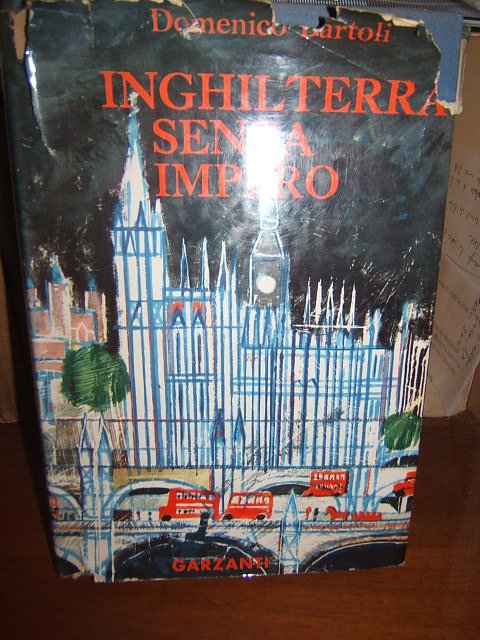 Domenico Bartoli
INGHILTERRA
SENZA
IMPERO
GARZANTI